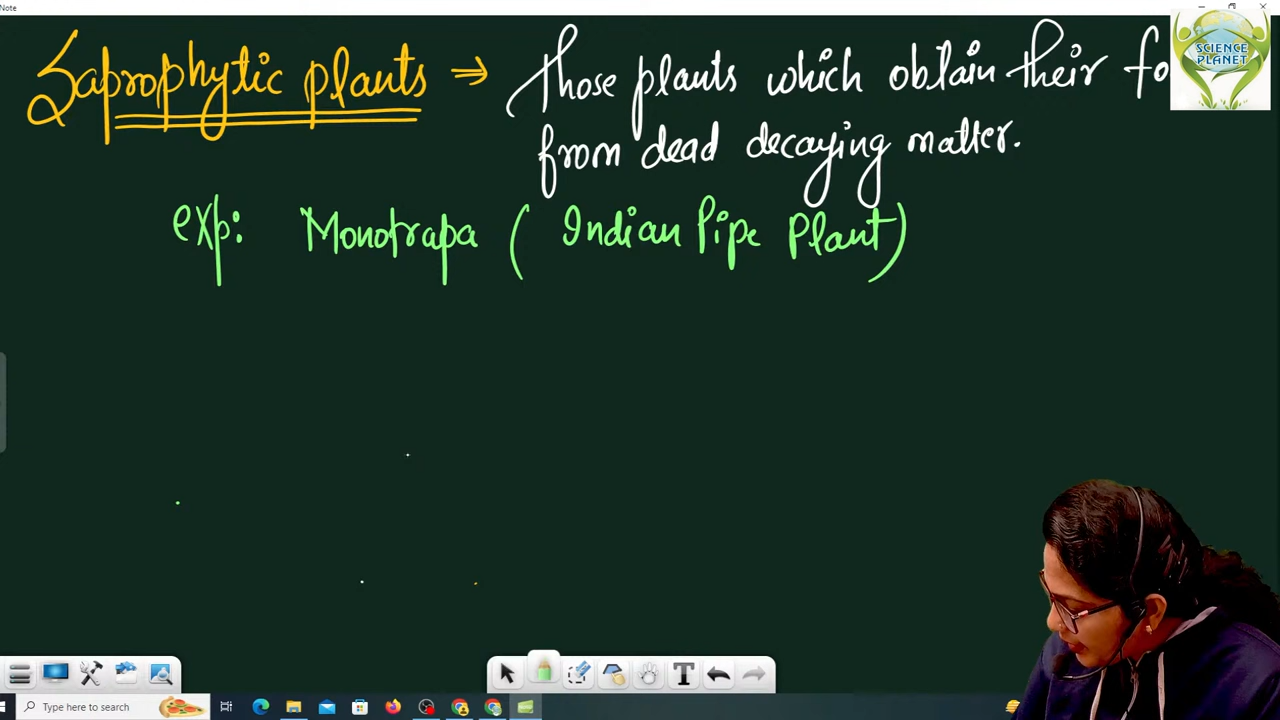 Note
Saprophytic plants ⇒ Those plants which obtain their fo
SCIENCE
PLANET
from dead decaying matter.
exp: Monotrapa ( Indian Pipe Plant)
T
Type here to search